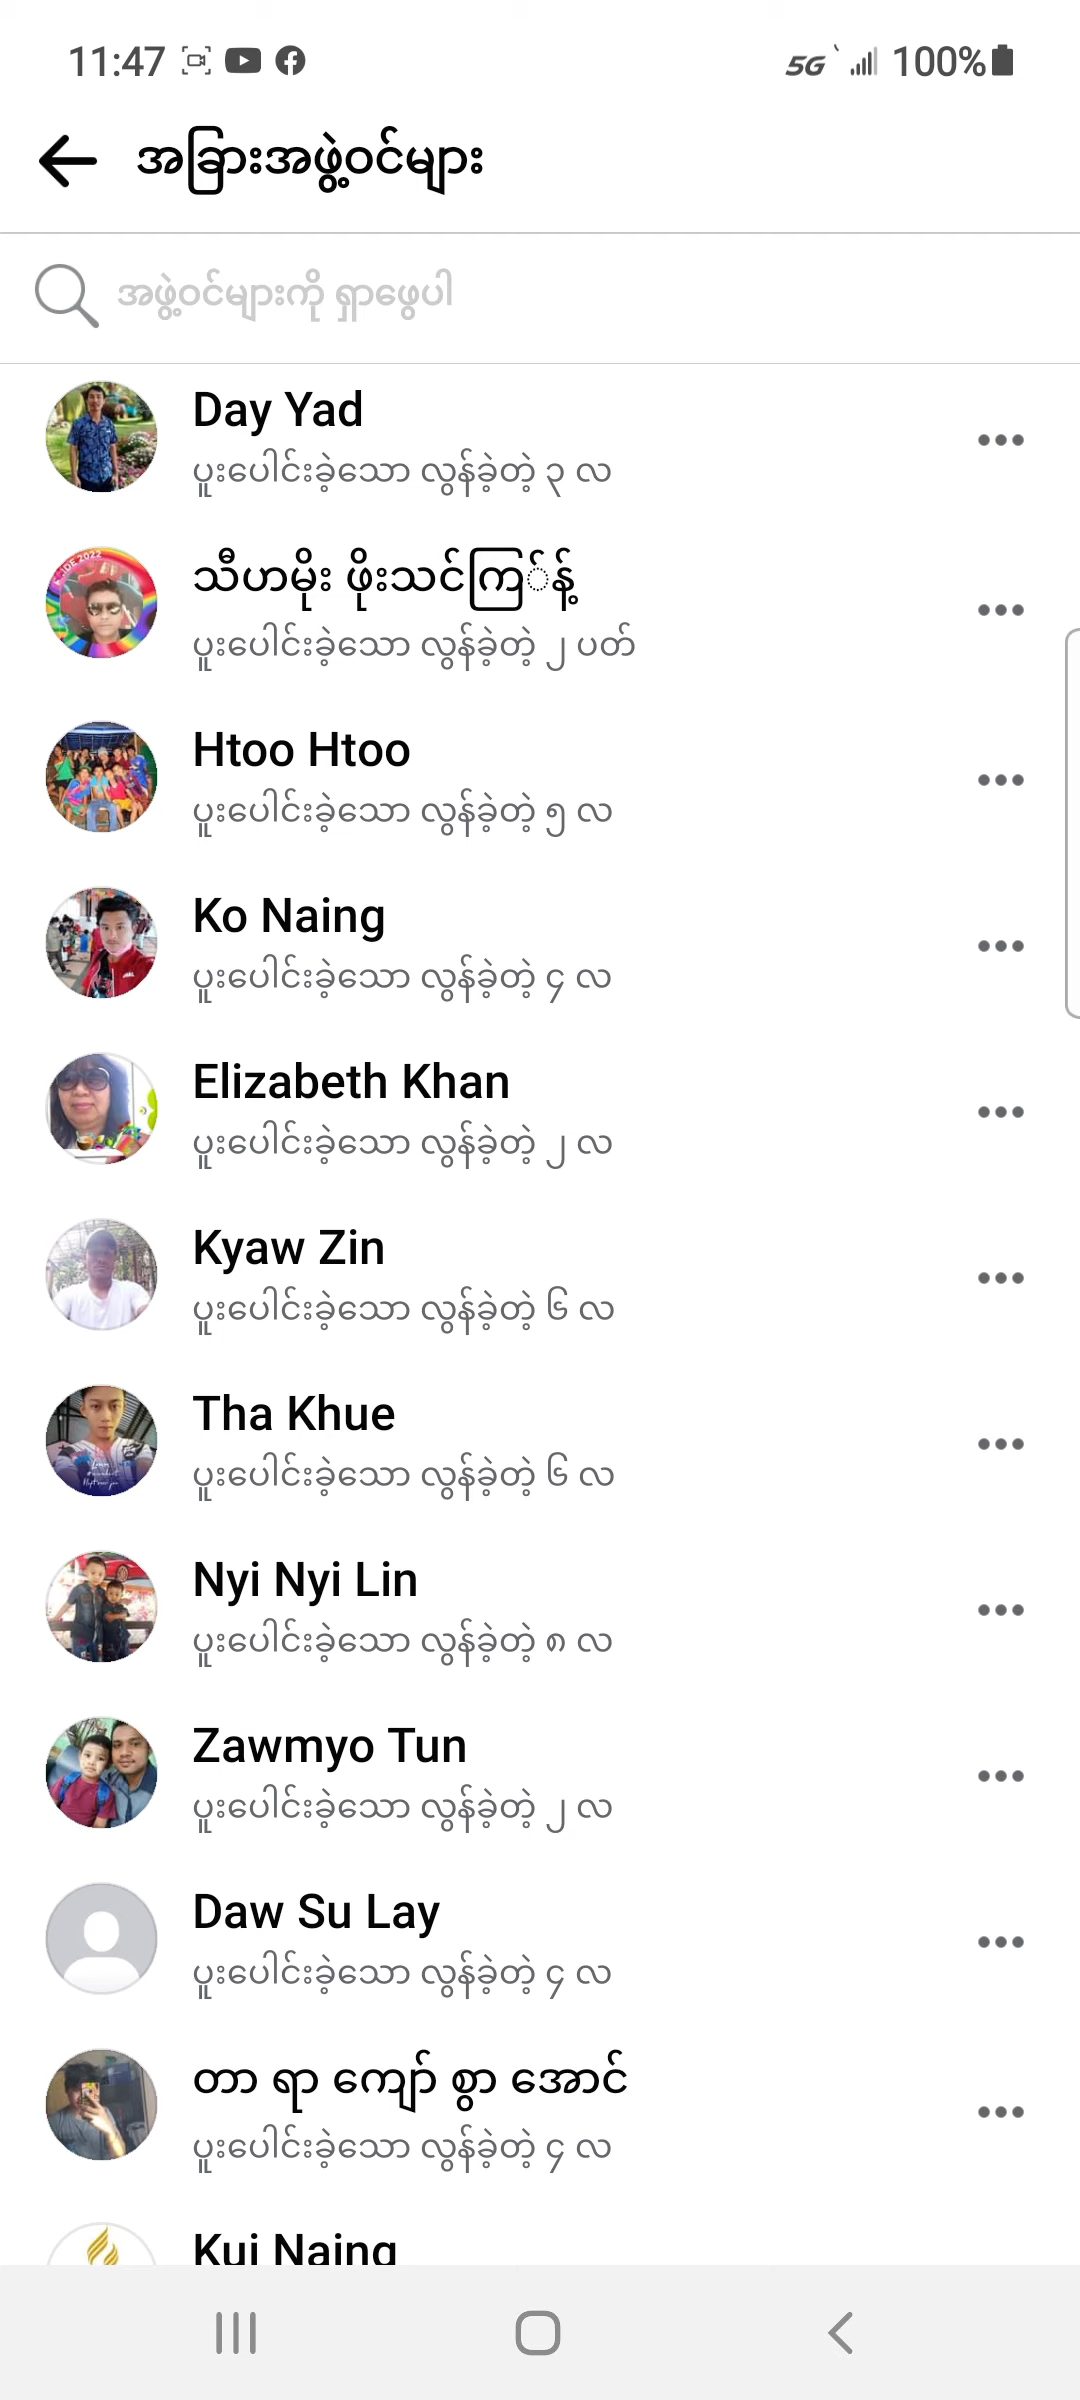 11:47 5G 100%
အခြားအဖွဲ့ဝင်များ
အဖွဲ့ဝင်များကို ရှာဖွေပါ
Day Yad
ပူးပေါင်းခဲ့သော လွန်ခဲ့တဲ့ ၃ လ
သီဟမိုး ဖိုးသင်ကြ်န့်
ပူးပေါင်းခဲ့သော လွန်ခဲ့တဲ့ ၂ ပတ်
Htoo Htoo
ပူးပေါင်းခဲ့သော လွန်ခဲ့တဲ့ ၅ လ
Ko Naing
ပူးပေါင်းခဲ့သော လွန်ခဲ့တဲ့ ၄ လ
Elizabeth Khan
ပူးပေါင်းခဲ့သော လွန်ခဲ့တဲ့ ၂ လ
Kyaw Zin
ပူးပေါင်းခဲ့သော လွန်ခဲ့တဲ့ ၆ လ
Tha Khue
ပူးပေါင်းခဲ့သော လွန်ခဲ့တဲ့ ၆ လ
Nyi Nyi Lin
ပူးပေါင်းခဲ့သော လွန်ခဲ့တဲ့ ၈ လ
Zawmyo Tun
ပူးပေါင်းခဲ့သော လွန်ခဲ့တဲ့ ၂ လ
Daw Su Lay
ပူးပေါင်းခဲ့သော လွန်ခဲ့တဲ့ ၄ လ
တာ ရာ ကျော် စွာ အောင်
ပူးပေါင်းခဲ့သော လွန်ခဲ့တဲ့ ၄ လ
Kui Naing